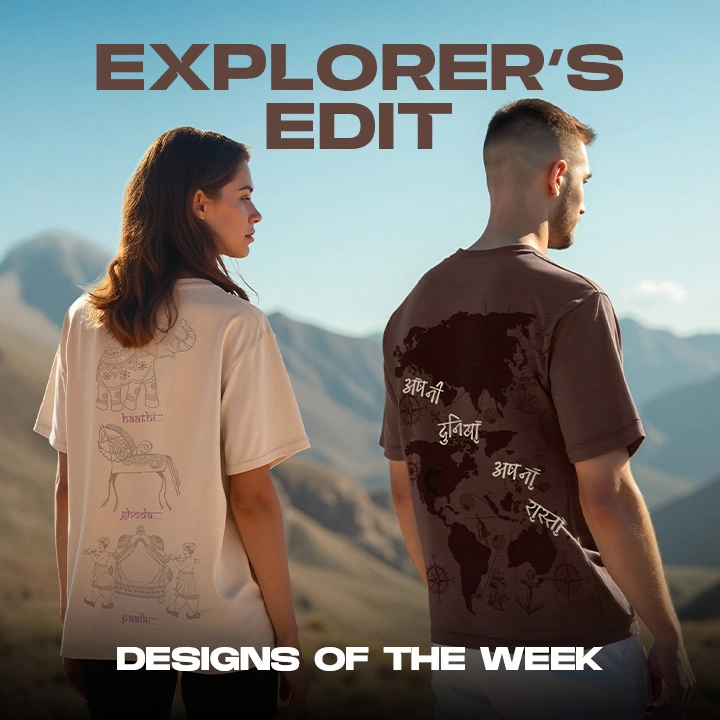 EXPLORER'S
EDIT
haathi...
ghoda...
paalki...
अपनी
दुनिया
अपना
रास्ता
DESIGNS OF THE WEEK